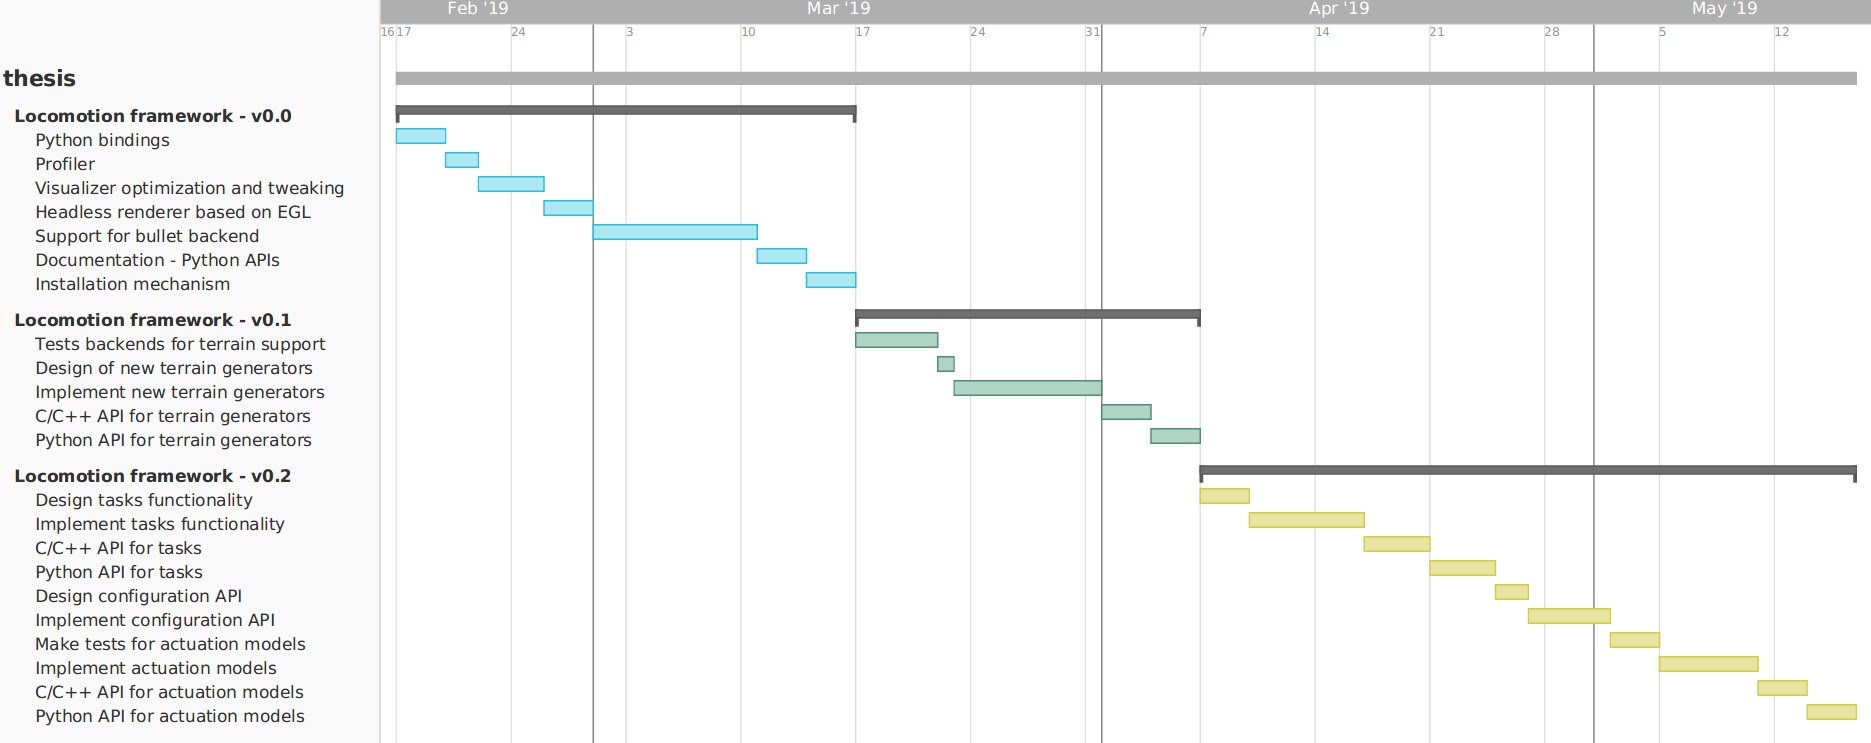 Feb '19 Mar '19 Apr '19 May '19
16 17 24 3 10 17 24 31 7 14 21 28 5 12
thesis
Locomotion framework - v0.0
Python bindings
Profiler
Visualizer optimization and tweaking
Headless renderer based on EGL
Support for bullet backend
Documentation - Python APIs
Installation mechanism
Locomotion framework - v0.1
Tests backends for terrain support
Design of new terrain generators
Implement new terrain generators
C/C++ API for terrain generators
Python API for terrain generators
Locomotion framework - v0.2
Design tasks functionality
Implement tasks functionality
C/C++ API for tasks
Python API for tasks
Design configuration API
Implement configuration API
Make tests for actuation models
Implement actuation models
C/C++ API for actuation models
Python API for actuation models